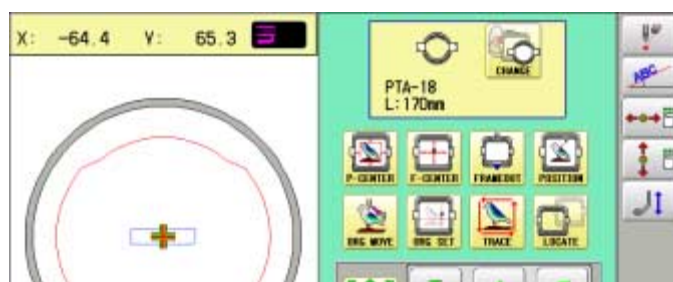 X: -64.4 Y: 65.3
CHANGE
PTA-18
L:170mm
P-CENTER F-CENTER FRAMEOUT POSITION
ORG MOVE ORG SET TRACE LOCATE
ABC